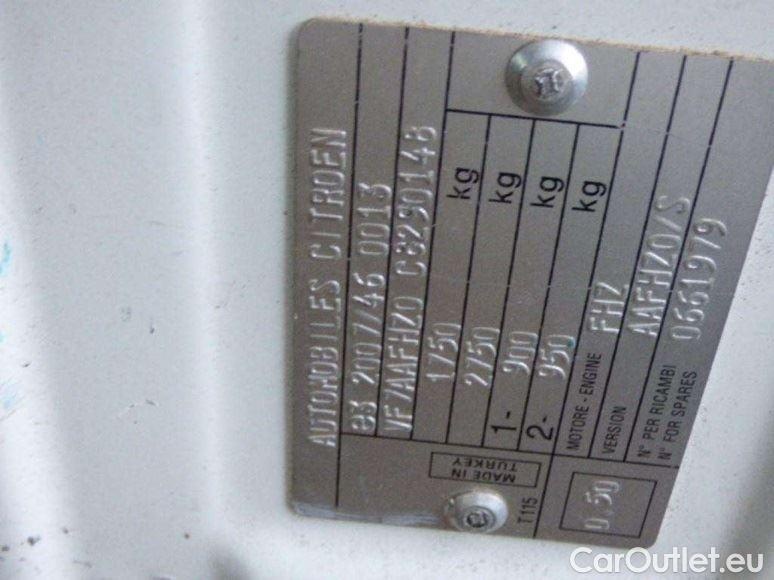 AUTOMOBILES CITROEN
e3 2007/46 0013
VF7AAFHZ0 C8290148
1750 kg
2750 kg
1- 900 kg
2- 950 kg
MOTORE - ENGINE FHZ
VERSION AAFHZ0/S
N° PER RICAMBI
N° FOR SPARES 0661979
MADE IN
TURKEY
T115
0.50
CarOutlet.eu